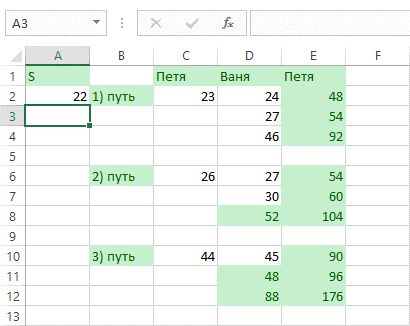 A3
fx
A B C D E F
1 S Петя Ваня Петя
2 22 1) путь 23 24 48
3 27 54
4 46 92
5
6 2) путь 26 27 54
7 30 60
8 52 104
9
10 3) путь 44 45 90
11 48 96
12 88 176
13